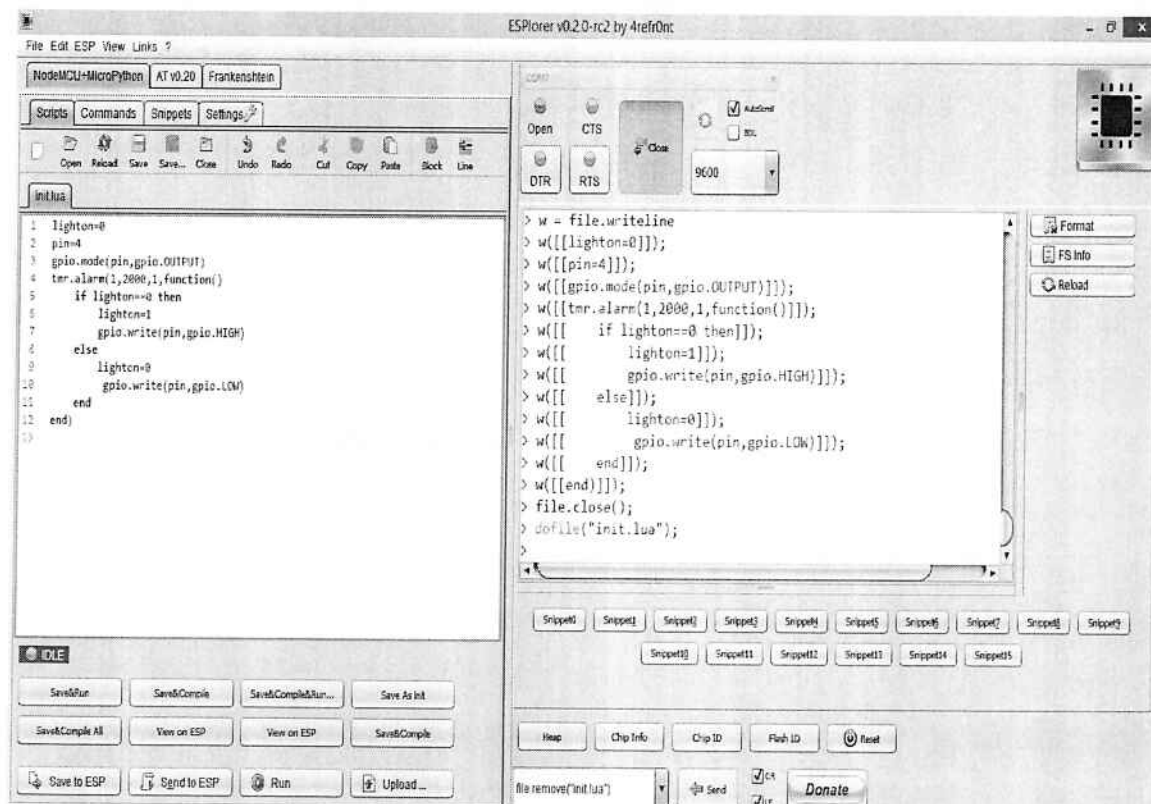 ESPlorer v0.2.0-rc2 by 4refr0nt
File Edit ESP View Links ?
NodeMCU+MicroPython AT v0.20 Frankenshtein
Scripts Commands Snippets Settings
Open Reload Save Save... Close Undo Redo Cut Copy Paste Block Line
init.lua
1 lighton=0
2 pin=4
3 gpio.mode(pin,gpio.OUTPUT)
4 tmr.alarm(1,2000,1,function()
5 if lighton==0 then
6 lighton=1
7 gpio.write(pin,gpio.HIGH)
8 else
9 lighton=0
10 gpio.write(pin,gpio.LOW)
11 end
12 end)
13
IDLE
Save&Run Save&Compile Save&Compile&Run... Save As Init
Save&Compile All View on ESP View on ESP Save&Compile
Save to ESP Send to ESP Run Upload ...
Open CTS
DTR RTS
Close
AutoScroll
EOL
9600
> w = file.writeline
> w([[lighton=0]]);
> w([[pin=4]]);
> w([[gpio.mode(pin,gpio.OUTPUT)]]);
> w([[tmr.alarm(1,2000,1,function()]]);
> w([[ if lighton==0 then]]);
> w([[ lighton=1]]);
> w([[ gpio.write(pin,gpio.HIGH)]]);
> w([[ else]]);
> w([[ lighton=0]]);
> w([[ gpio.write(pin,gpio.LOW)]]);
> w([[ end]]);
> w([[end)]]);
> file.close();
> dofile("init.lua");
>
Format
FS Info
Reload
Snippet0 Snippet1 Snippet2 Snippet3 Snippet4 Snippet5 Snippet6 Snippet7 Snippet8 Snippet9
Snippet10 Snippet11 Snippet12 Snippet13 Snippet14 Snippet15
Heap Chip Info Chip ID Flash ID Reset
file.remove("init.lua") Send CR Donate
LF